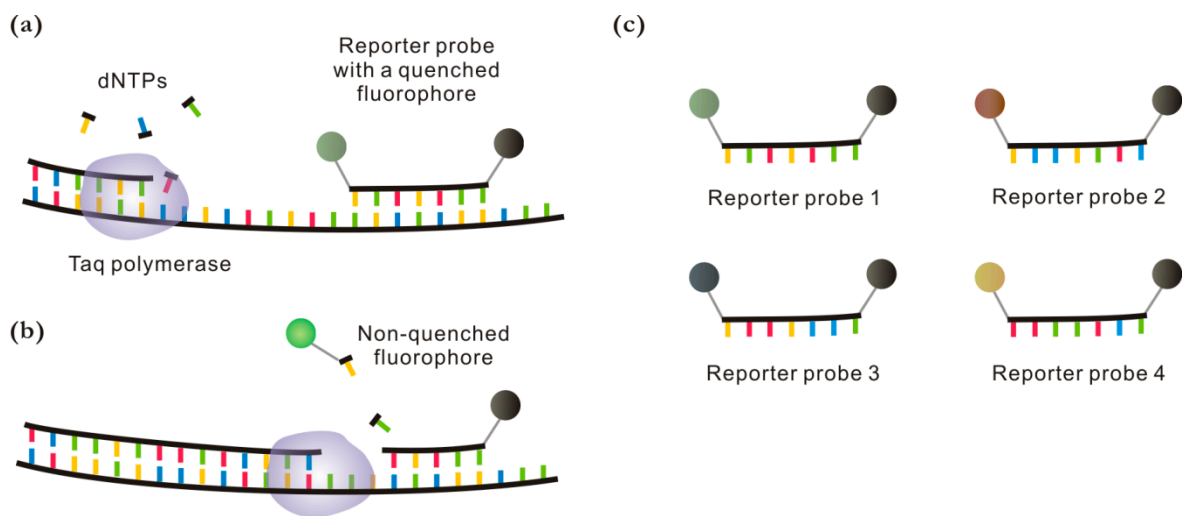 (a)
dNTPs
Reporter probe
with a quenched
fluorophore
Taq polymerase
(b)
Non-quenched
fluorophore
(c)
Reporter probe 1
Reporter probe 2
Reporter probe 3
Reporter probe 4